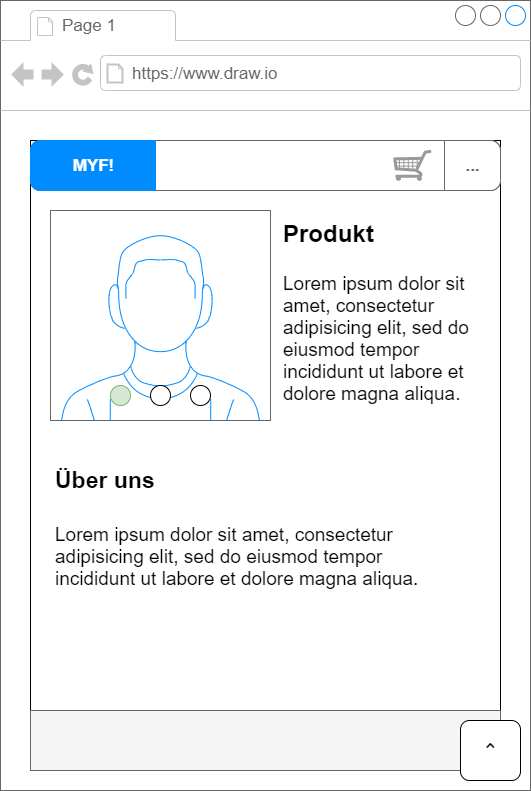 Page 1
https://www.draw.io
MYF!
...
Produkt
Lorem ipsum dolor sit
amet, consectetur
adipisicing elit, sed do
eiusmod tempor
incididunt ut labore et
dolore magna aliqua.
Über uns
Lorem ipsum dolor sit amet, consectetur
adipisicing elit, sed do eiusmod tempor
incididunt ut labore et dolore magna aliqua.
^